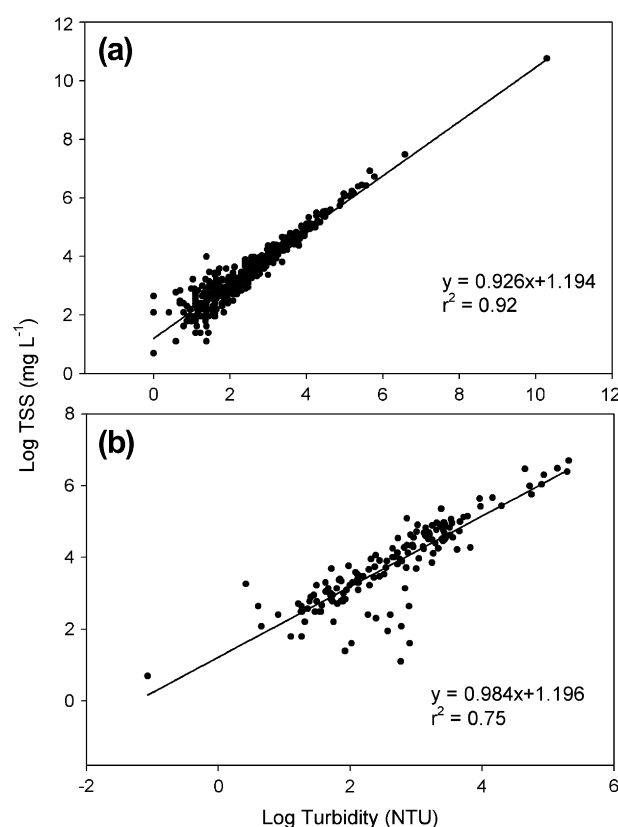 12
(a)
10
8
6
4
2
0
y = 0.926x+1.194
r² = 0.92
0 2 4 6 8 10 12
Log TSS (mg L⁻¹)
8
(b)
6
4
2
0
y = 0.984x+1.196
r² = 0.75
-2 0 2 4 6
Log Turbidity (NTU)